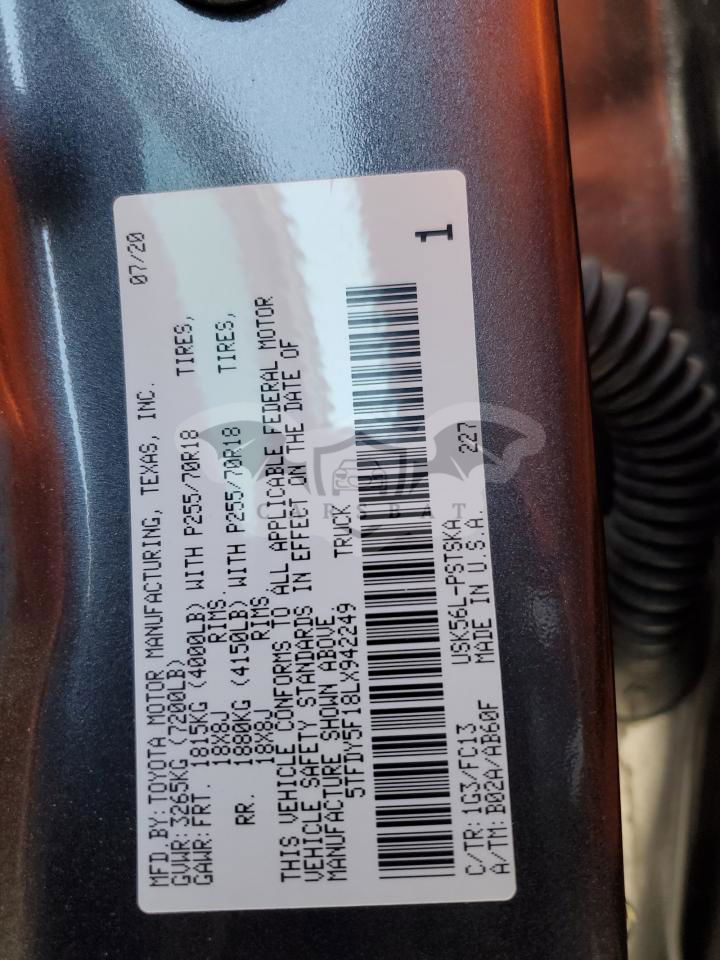 MFD.BY:TOYOTA MOTOR MANUFACTURING, TEXAS, INC. 07/20
GVWR:3265KG(7200LB)
GAWR:FRT. 1815KG (4000LB) WITH P255/70R18 TIRES,
18X8J RIMS
RR. 1880KG (4150LB) WITH P255/70R18 TIRES,
18X8J RIMS
THIS VEHICLE CONFORMS TO ALL APPLICABLE FEDERAL MOTOR
VEHICLE SAFETY STANDARDS IN EFFECT ON THE DATE OF
MANUFACTURE SHOWN ABOVE.
5TFDY5F18LX942249 TRUCK
1
C/TR:1G3/FC13 USK56L-PSTSKA 227
A/TM:B02A/AB60F MADE IN U.S.A.
CARSBAT